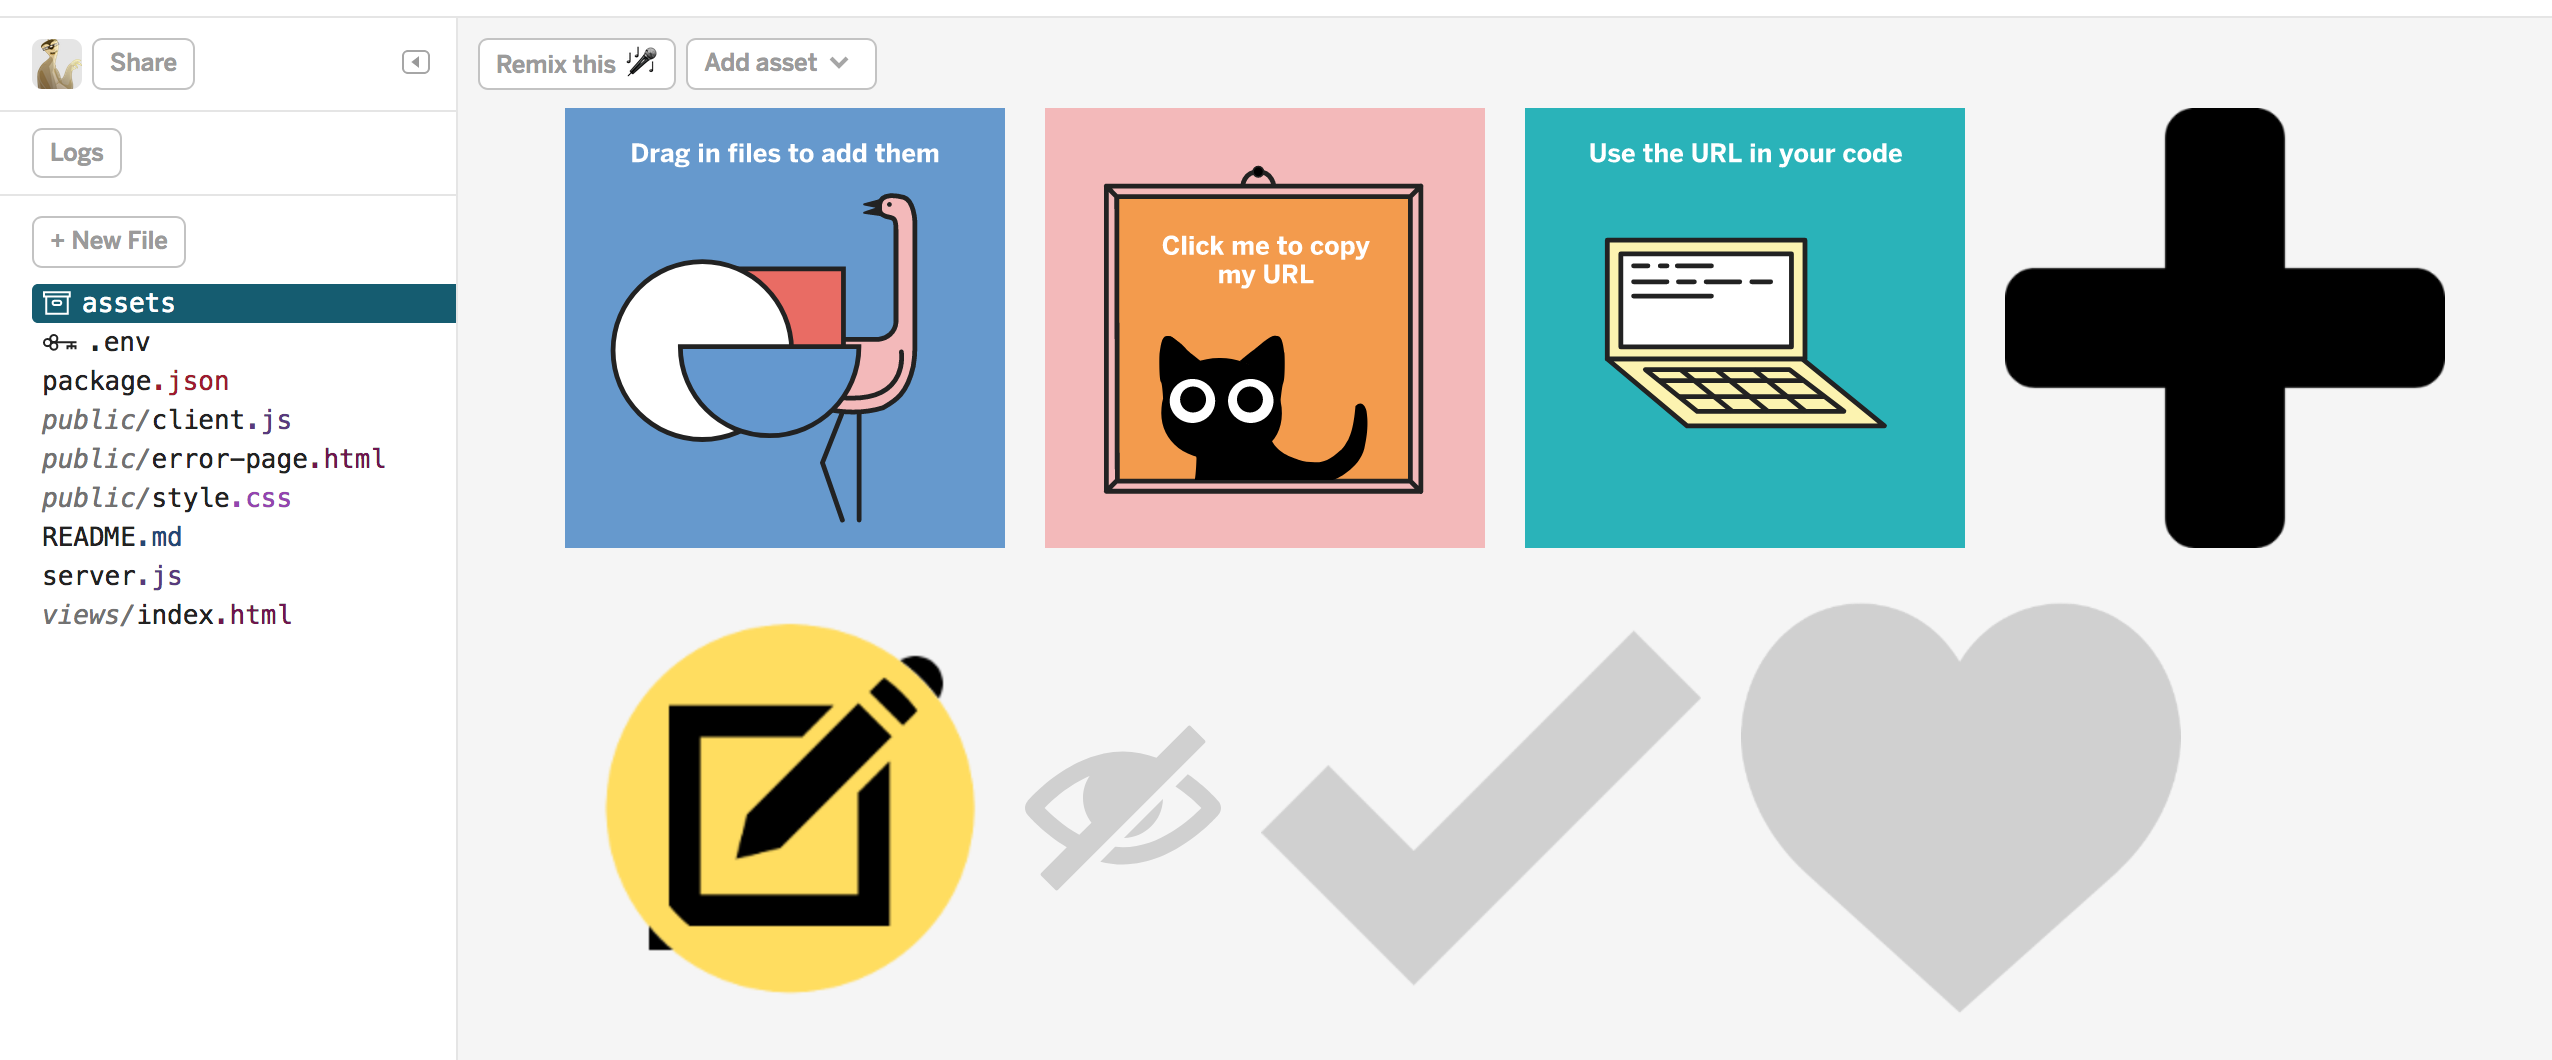 Share
Logs
+ New File
assets
.env
package.json
public/client.js
public/error-page.html
public/style.css
README.md
server.js
views/index.html
Remix this
Add asset
Drag in files to add them
Click me to copy
my URL
Use the URL in your code